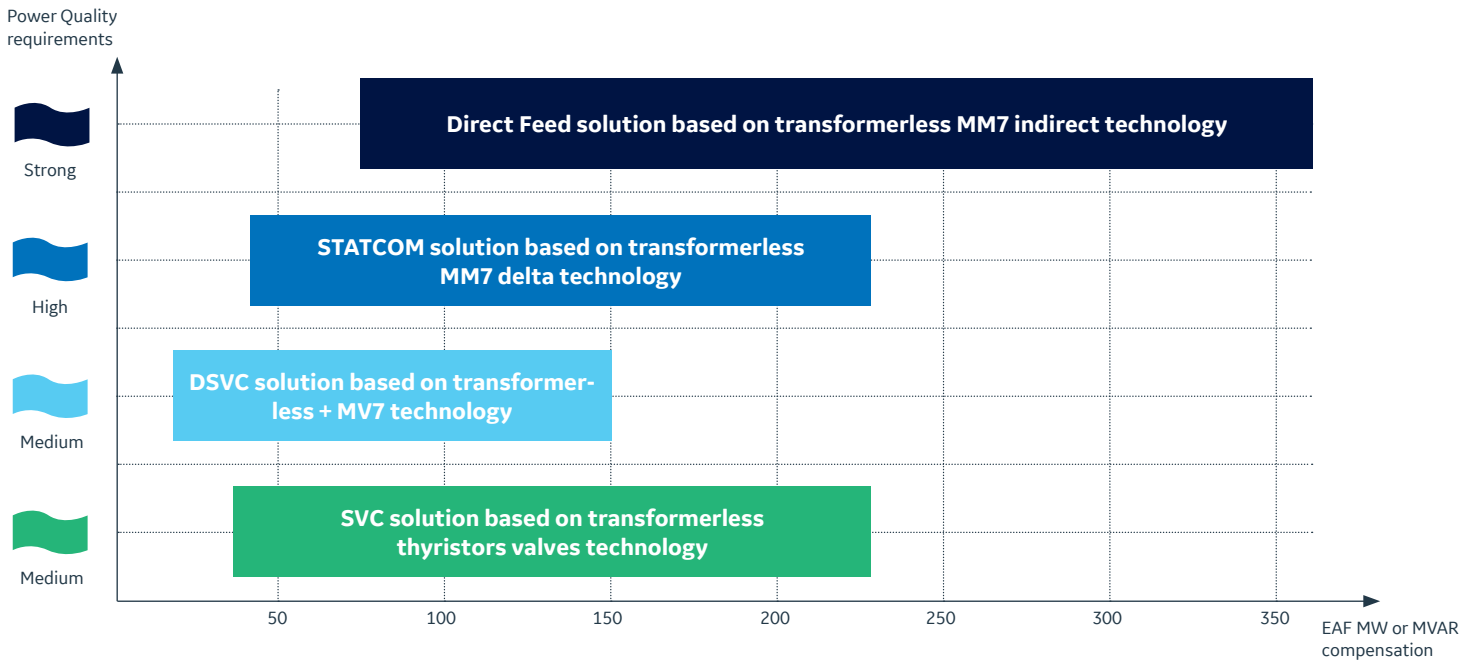 Power Quality
requirements
Strong
Direct Feed solution based on transformerless MM7 indirect technology
High
STATCOM solution based on transformerless
MM7 delta technology
Medium
DSVC solution based on transformer-
less + MV7 technology
Medium
SVC solution based on transformerless
thyristors valves technology
50 100 150 200 250 300 350
EAF MW or MVAR
compensation